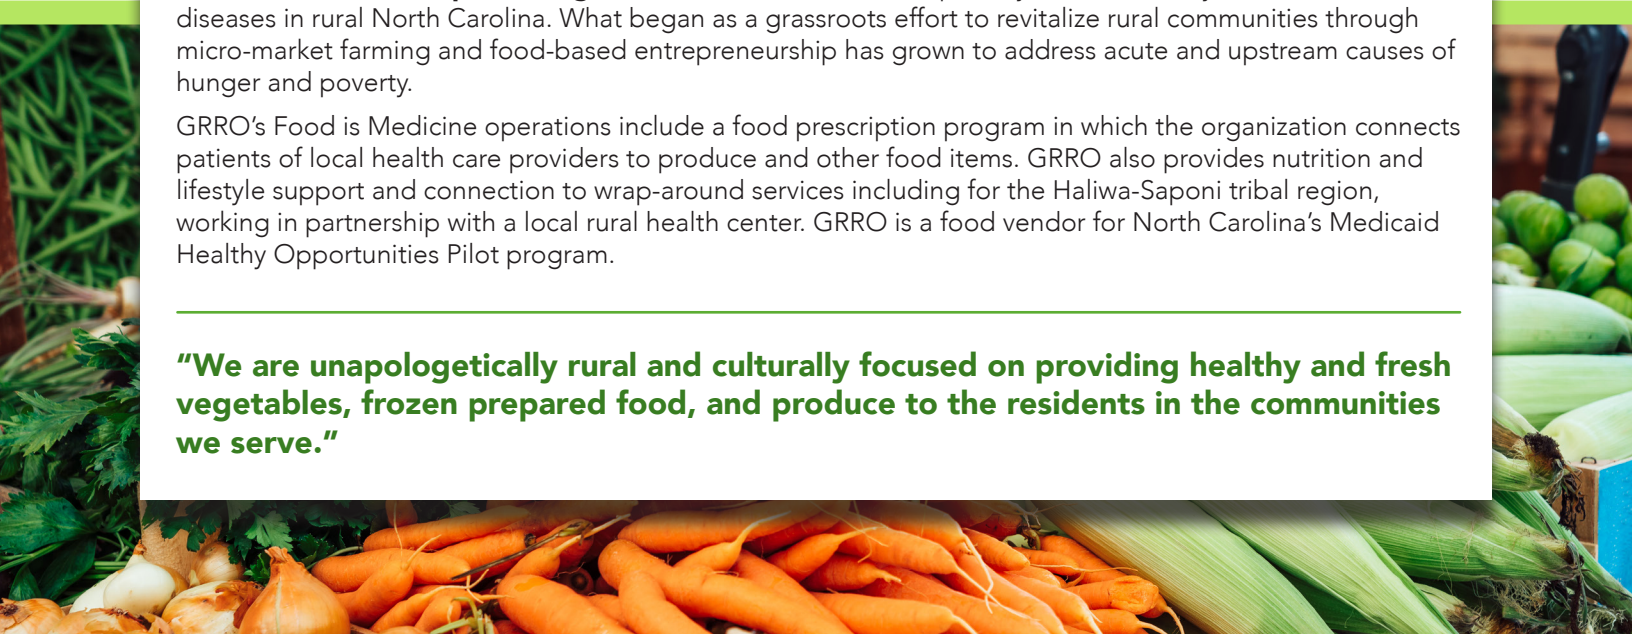 diseases in rural North Carolina. What began as a grassroots effort to revitalize rural communities through
micro-market farming and food-based entrepreneurship has grown to address acute and upstream causes of
hunger and poverty.
GRRO’s Food is Medicine operations include a food prescription program in which the organization connects
patients of local health care providers to produce and other food items. GRRO also provides nutrition and
lifestyle support and connection to wrap-around services including for the Haliwa-Saponi tribal region,
working in partnership with a local rural health center. GRRO is a food vendor for North Carolina’s Medicaid
Healthy Opportunities Pilot program.
“We are unapologetically rural and culturally focused on providing healthy and fresh
vegetables, frozen prepared food, and produce to the residents in the communities
we serve.”